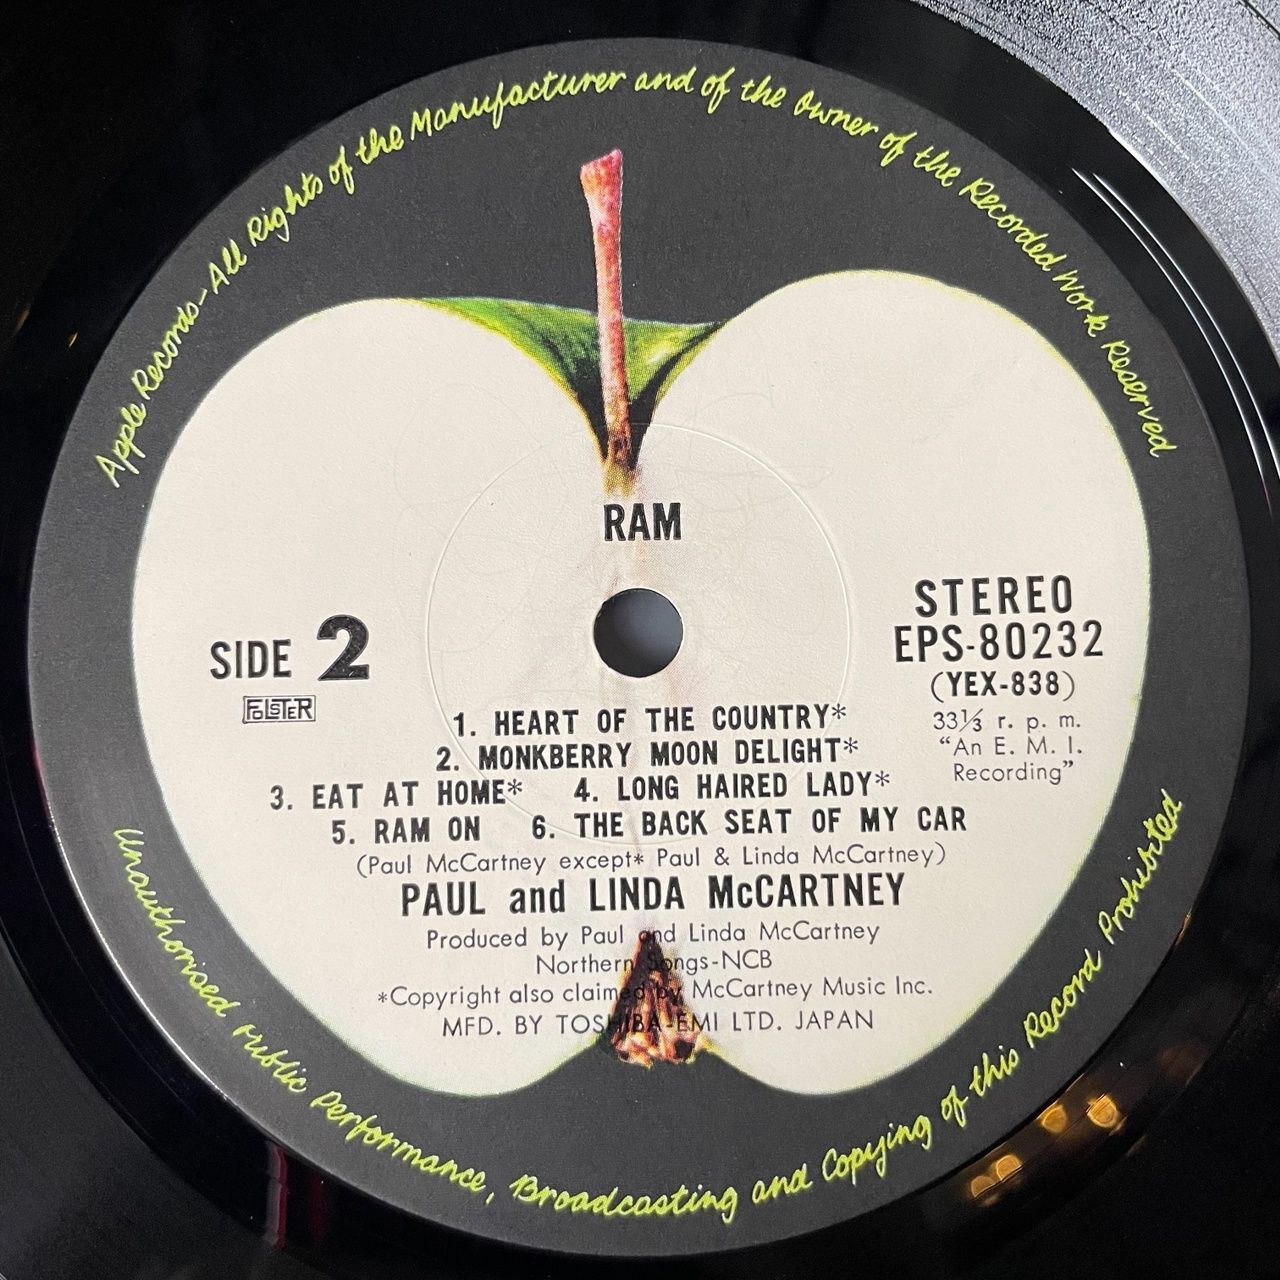 Apple Records-All Rights of the Manufacturer and of the Owner of the Recorded Work Reserved
RAM
STEREO
EPS-80232
(YEX-838)
33⅓ r. p. m.
"An E. M. I.
Recording"
SIDE 2
FOLSTER
1. HEART OF THE COUNTRY*
2. MONKBERRY MOON DELIGHT*
3. EAT AT HOME* 4. LONG HAIRED LADY*
5. RAM ON 6. THE BACK SEAT OF MY CAR
(Paul McCartney except* Paul & Linda McCartney)
PAUL and LINDA McCARTNEY
Produced by Paul and Linda McCartney
Northern Songs-NCB
*Copyright also claimed by McCartney Music Inc.
MFD. BY TOSHIBA-EMI LTD. JAPAN
Unauthorised Public Performance, Broadcasting and Copying of this Record Prohibited